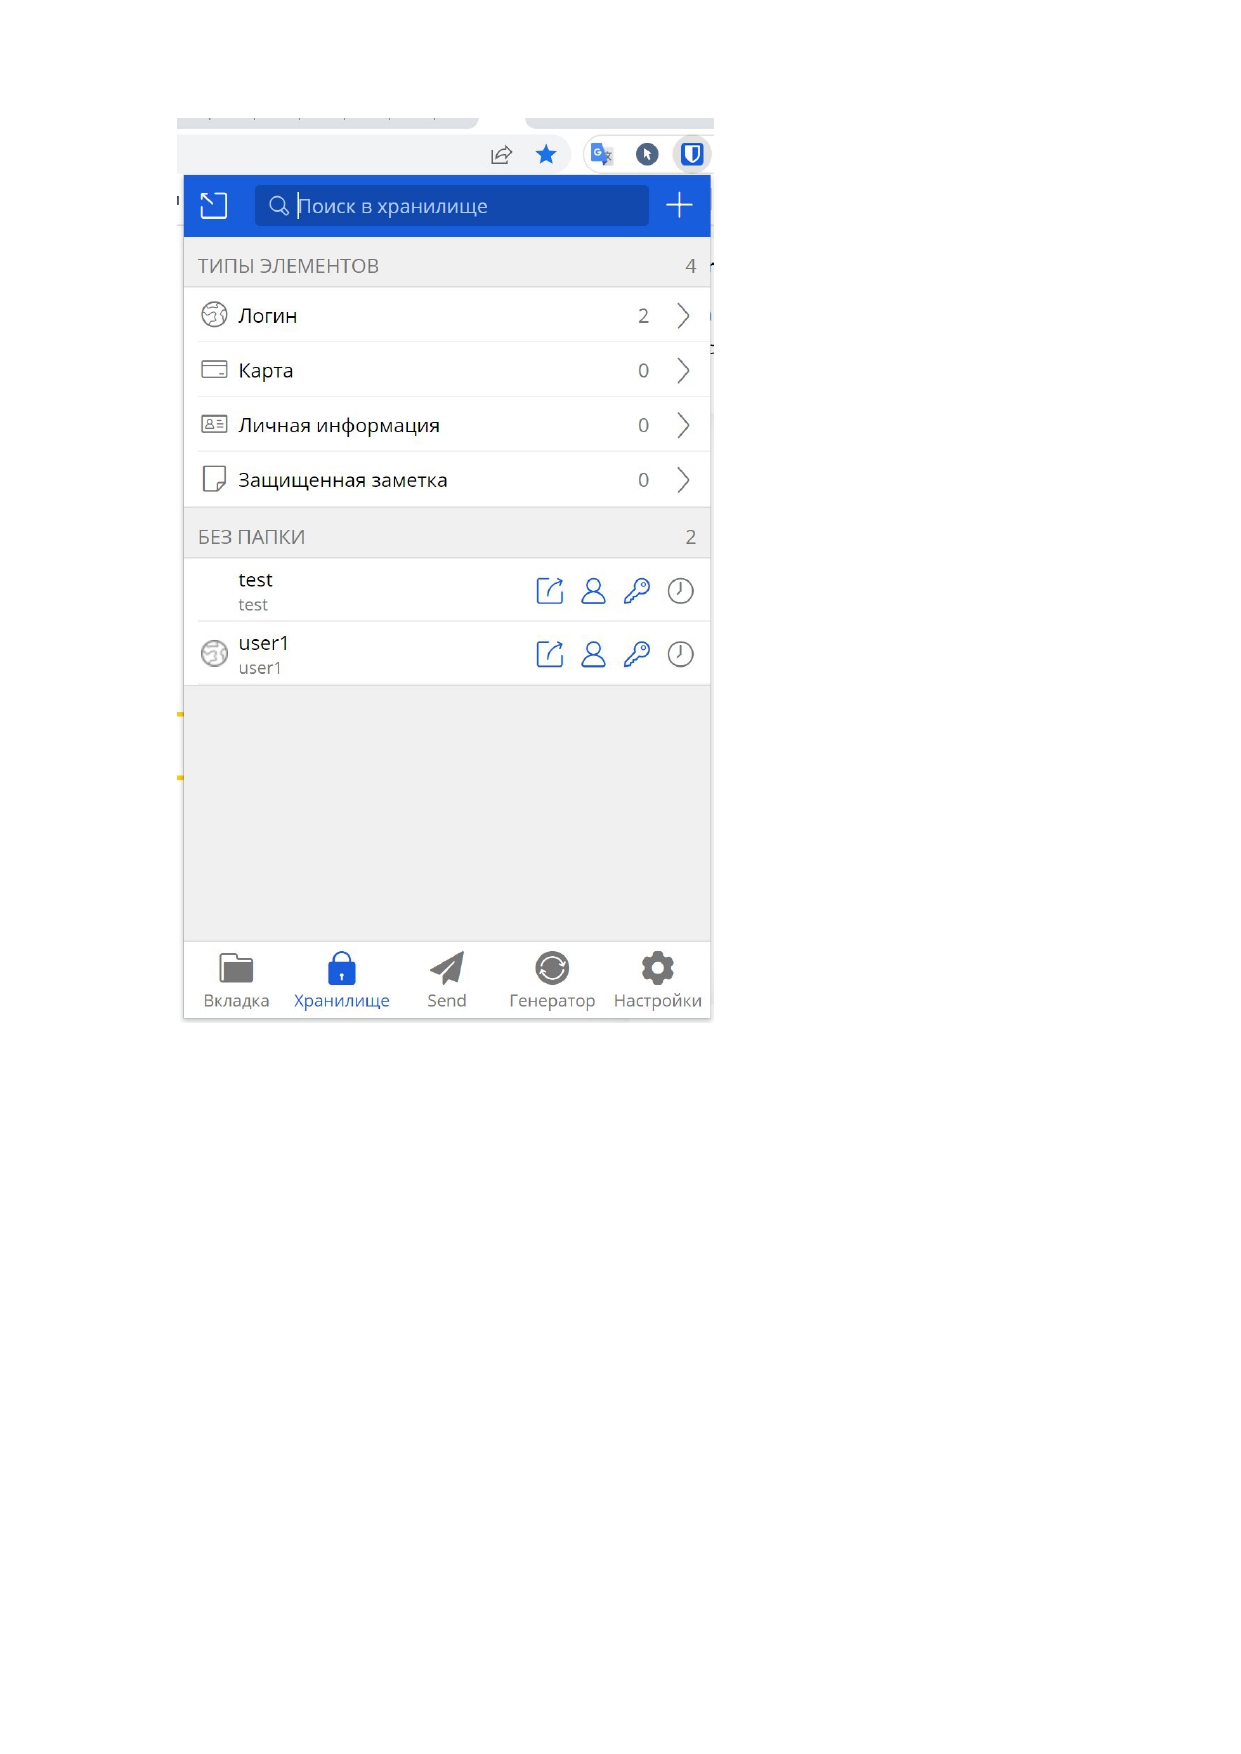 Поиск в хранилище
ТИПЫ ЭЛЕМЕНТОВ 4
Логин 2
Карта 0
Личная информация 0
Защищенная заметка 0
БЕЗ ПАПКИ 2
test
test
user1
user1
Вкладка Хранилище Send Генератор Настройки